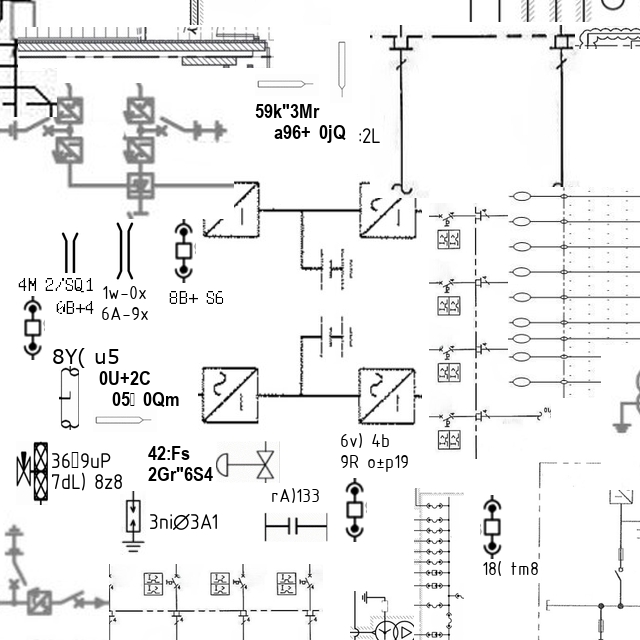 59k"3Mr
a96+ 0jQ
:2L
4M 2/SQ1
0B+4
1w-0x
6A-9x
8B+ S6
8Y( u5
0U+2C
05▯ 0Qm
6v) 4b
9R o±p19
36▯9uP
7dL) 8z8
42:Fs
2Gr"6S4
rA)133
3niØ3A1
18( tm8